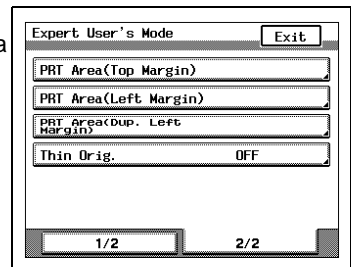 a
Expert User's Mode
Exit
PRT Area(Top Margin)
PRT Area(Left Margin)
PRT Area(Dup. Left
Margin)
Thin Orig. OFF
1/2 2/2